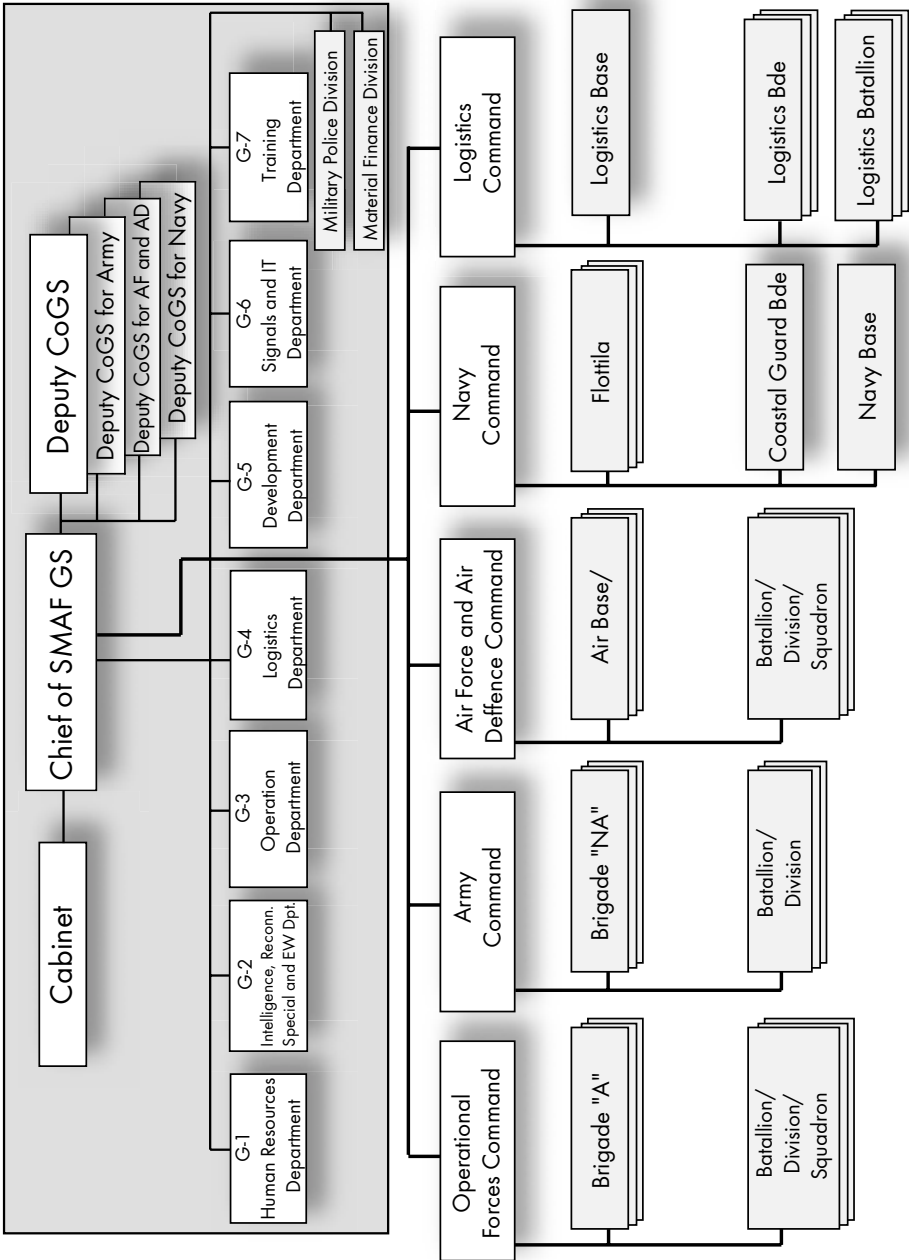 Cabinet
Chief of SMAF GS
Deputy CoGS
Deputy CoGS for Army
Deputy CoGS for AF and AD
Deputy CoGS for Navy
G-1
Human Resources
Department
G-2
Intelligence, Reconn.
Special and EW Dpt.
G-3
Operation
Department
G-4
Logistics
Department
G-5
Development
Department
G-6
Signals and IT
Department
G-7
Training
Department
Military Police Division
Material Finance Division
Operational
Forces Command
Army
Command
Air Force and Air
Deffence Command
Navy
Command
Logistics
Command
Brigade "A"
Brigade "NA"
Air Base/
Flottila
Logistics Base
Batallion/
Division/
Squadron
Batallion/
Division
Batallion/
Division/
Squadron
Coastal Guard Bde
Logistics Bde
Navy Base
Logistics Batallion